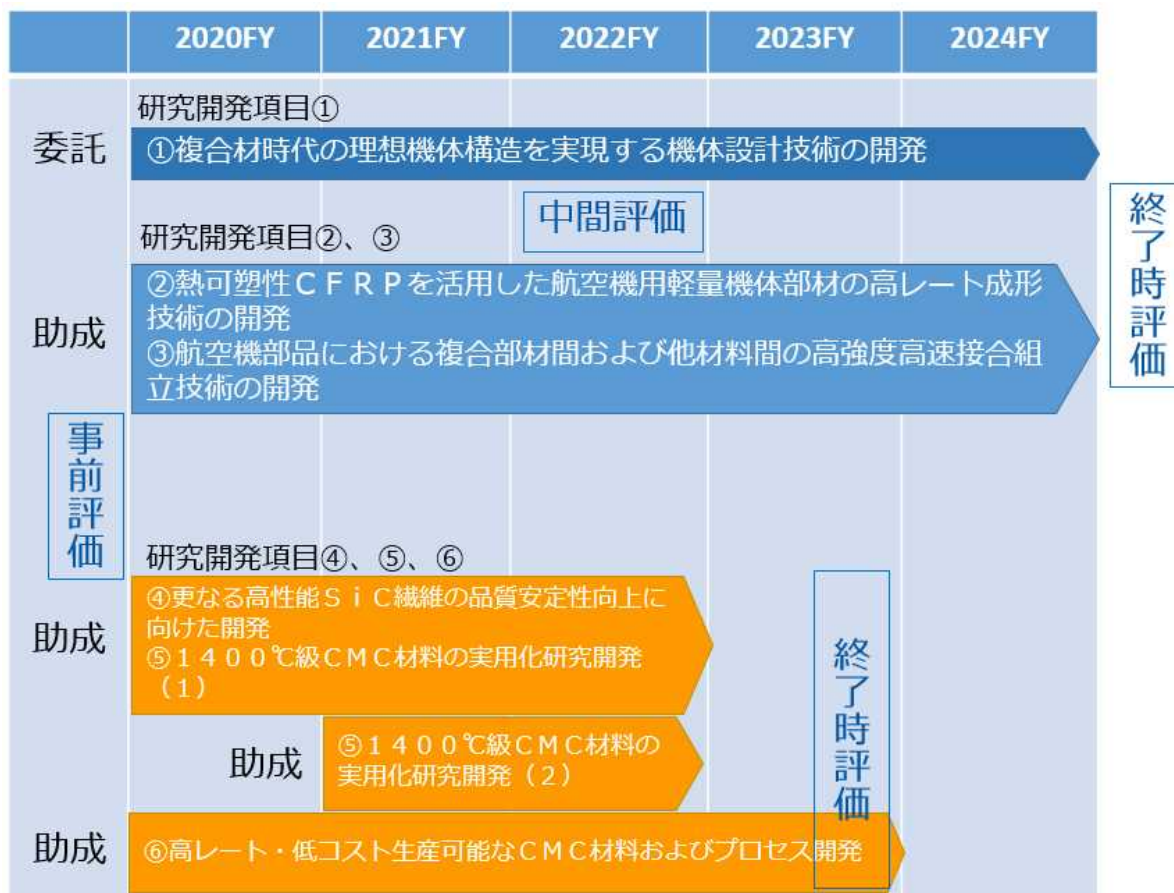 2020FY 2021FY 2022FY 2023FY 2024FY
研究開発項目①
委託
①複合材時代の理想機体構造を実現する機体設計技術の開発
中間評価
終了時評価
研究開発項目②、③
助成
②熱可塑性ＣＦＲＰを活用した航空機用軽量機体部材の高レート成形
技術の開発
③航空機部品における複合部材間および他材料間の高強度高速接合組
立技術の開発
事前評価
研究開発項目④、⑤、⑥
助成
④更なる高性能ＳｉＣ繊維の品質安定性向上に
向けた開発
⑤１４００℃級ＣＭＣ材料の実用化研究開発
（１）
終了時評価
助成
⑤１４００℃級ＣＭＣ材料の
実用化研究開発（２）
助成
⑥高レート・低コスト生産可能なＣＭＣ材料およびプロセス開発